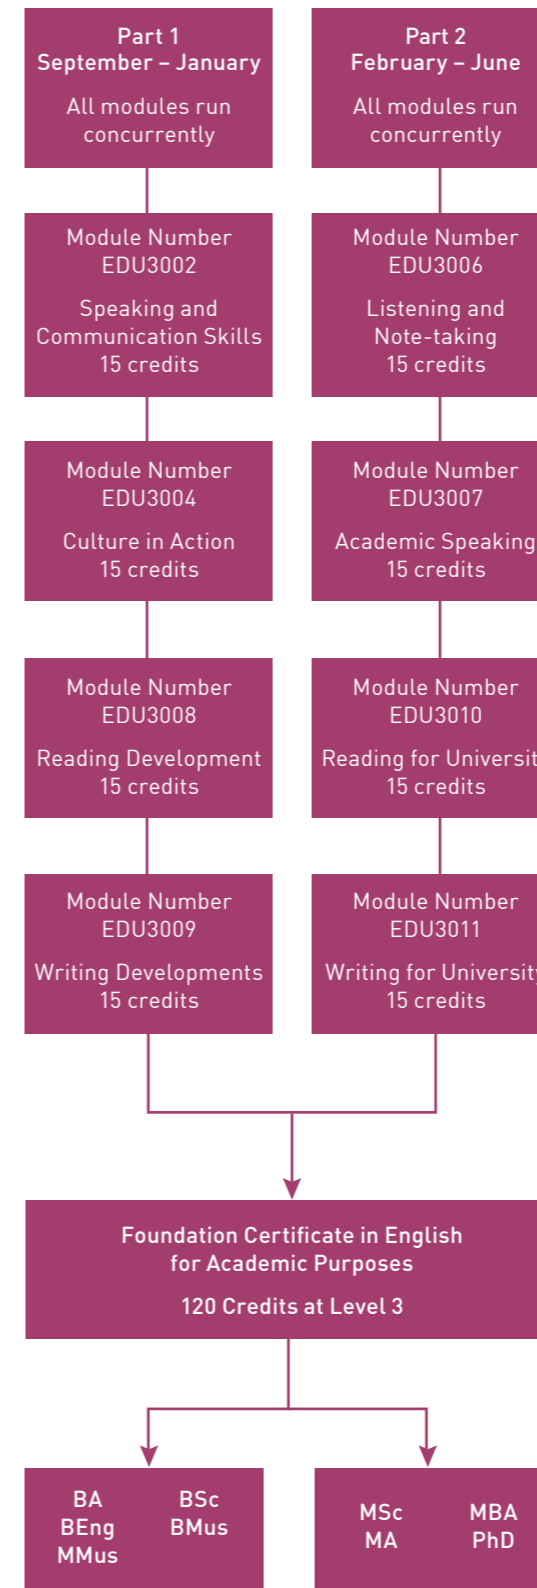 Part 1
September – January
All modules run
concurrently
Module Number
EDU3002
Speaking and
Communication Skills
15 credits
Module Number
EDU3004
Culture in Action
15 credits
Module Number
EDU3008
Reading Development
15 credits
Module Number
EDU3009
Writing Developments
15 credits
Part 2
February – June
All modules run
concurrently
Module Number
EDU3006
Listening and
Note-taking
15 credits
Module Number
EDU3007
Academic Speaking
15 credits
Module Number
EDU3010
Reading for University
15 credits
Module Number
EDU3011
Writing for University
15 credits
Foundation Certificate in English
for Academic Purposes
120 Credits at Level 3
BA
BEng
MMus
BSc
BMus
MSc
MA
MBA
PhD